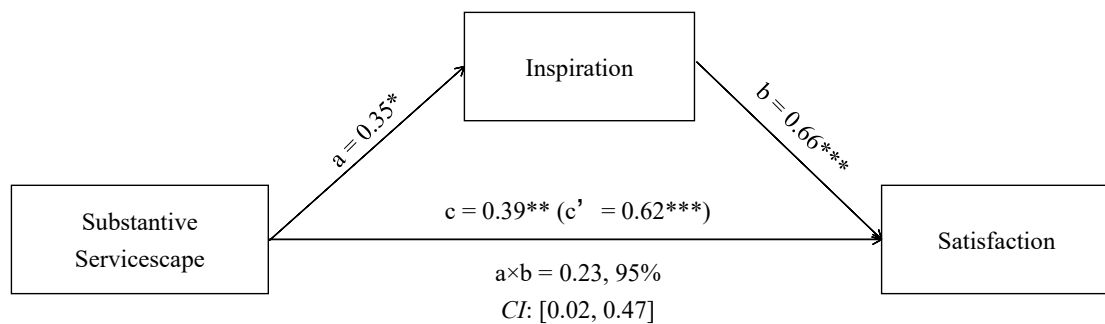 Inspiration
a = 0.35*
b = 0.66***
Substantive
Servicescape
c = 0.39** (c’ = 0.62***)
Satisfaction
a×b = 0.23, 95%
CI: [0.02, 0.47]